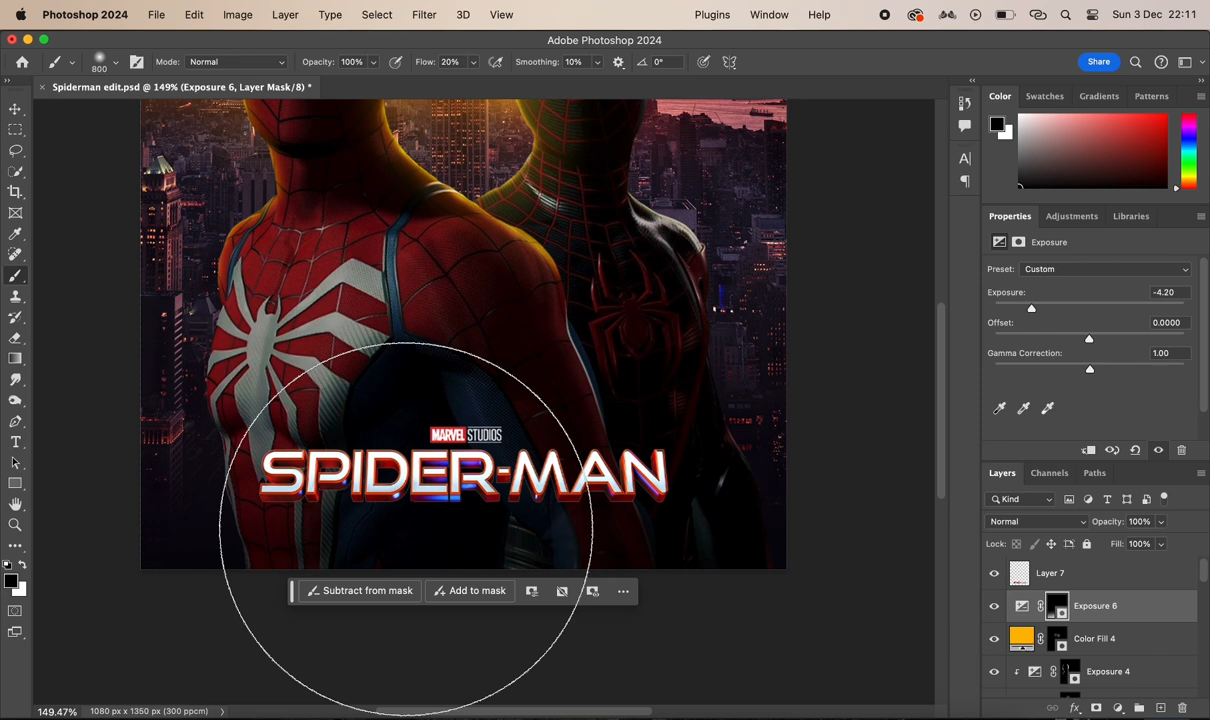 Photoshop 2024 File Edit Image Layer Type Select Filter 3D View Plugins Window Help Sun 3 Dec 22:11
Adobe Photoshop 2024
800 Mode: Normal Opacity: 100% Flow: 20% Smoothing: 10% 0° Share
Spiderman edit.psd @ 149% (Exposure 6, Layer Mask/8) *
Color Swatches Gradients Patterns
Properties Adjustments Libraries
Exposure
Preset: Custom
Exposure: -4.20
Offset: 0.0000
Gamma Correction: 1.00
MARVEL STUDIOS
SPIDER-MAN
Subtract from mask Add to mask
Layers Channels Paths
Kind
Normal Opacity: 100%
Lock: Fill: 100%
Layer 7
Exposure 6
Color Fill 4
Exposure 4
149.47% 1080 px x 1350 px (300 ppcm)